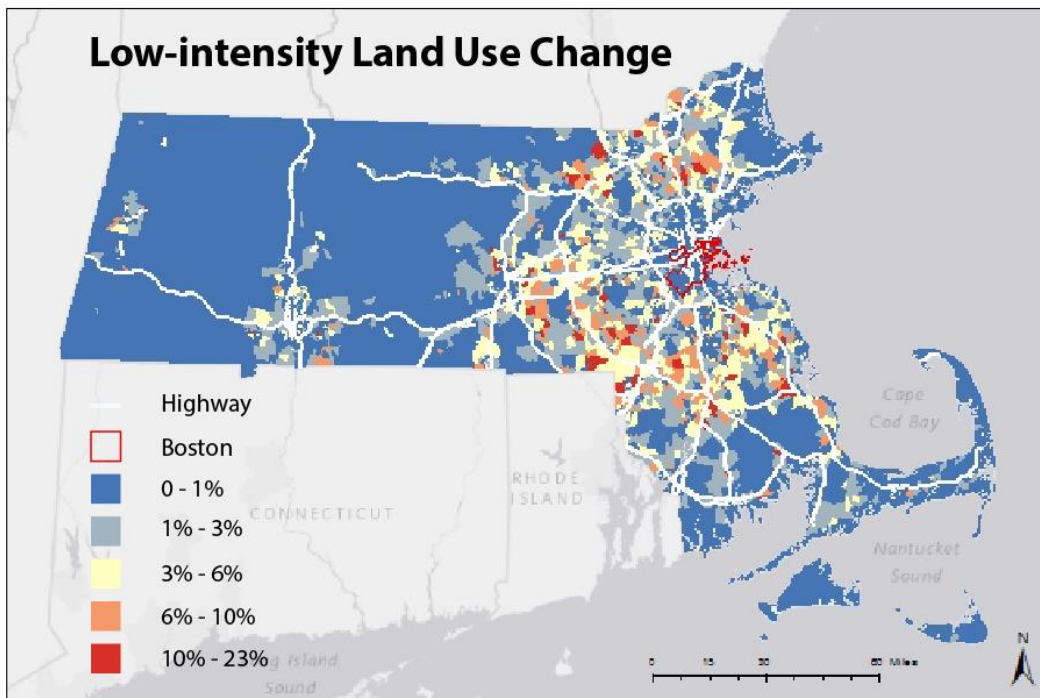 Low-intensity Land Use Change
Cape
Cod Bay
Highway
Boston
0 - 1%
RHODE
ISLAND
CONNECTICUT
1% - 3%
Nantucket
Sound
3% - 6%
6% - 10%
10% - 23%
Island
Sound
N
0 15 30 60 Miles